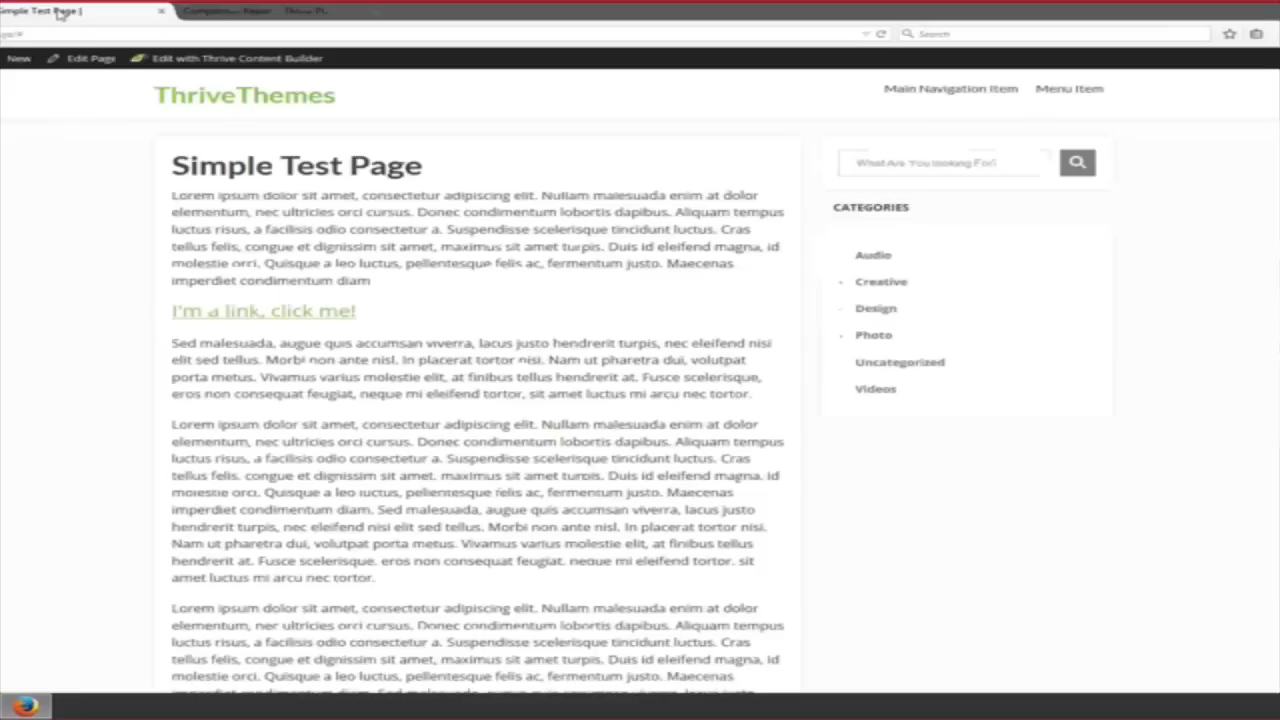 Simple Test Page |
Search
New Edit Page Edit with Thrive Content Builder
ThriveThemes
Main Navigation Item Menu Item
Simple Test Page
Lorem ipsum dolor sit amet, consectetur adipiscing elit. Nullam malesuada enim at dolor
elementum, nec ultricies orci cursus. Donec condimentum lobortis dapibus. Aliquam tempus
luctus risus, a facilisis odio consectetur a. Suspendisse scelerisque tincidunt luctus. Cras
tellus felis, congue et dignissim sit amet, maximus sit amet turpis. Duis id eleifend magna, id
molestie orci. Quisque a leo luctus, pellentesque felis ac, fermentum justo. Maecenas
imperdiet condimentum diam
I'm a link, click me!
Sed malesuada, augue quis accumsan viverra, lacus justo hendrerit turpis, nec eleifend nisi
elit sed tellus. Morbi non ante nisl. In placerat tortor nisi. Nam ut pharetra dui, volutpat
porta metus. Vivamus varius molestie elit, at finibus tellus hendrerit at. Fusce scelerisque,
eros non consequat feugiat, neque mi eleifend tortor, sit amet luctus mi arcu nec tortor.
Lorem ipsum dolor sit amet, consectetur adipiscing elit. Nullam malesuada enim at dolor
elementum, nec ultricies orci cursus. Donec condimentum lobortis dapibus. Aliquam tempus
luctus risus, a facilisis odio consectetur a. Suspendisse scelerisque tincidunt luctus. Cras
tellus felis, congue et dignissim sit amet, maximus sit amet turpis. Duis id eleifend magna, id
molestie orci. Quisque a leo luctus, pellentesque felis ac, fermentum justo. Maecenas
imperdiet condimentum diam. Sed malesuada, augue quis accumsan viverra, lacus justo
hendrerit turpis, nec eleifend nisi elit sed tellus. Morbi non ante nisl. In placerat tortor nisi.
Nam ut pharetra dui, volutpat porta metus. Vivamus varius molestie elit, at finibus tellus
hendrerit at. Fusce scelerisque, eros non consequat feugiat, neque mi eleifend tortor, sit
amet luctus mi arcu nec tortor.
Lorem ipsum dolor sit amet, consectetur adipiscing elit. Nullam malesuada enim at dolor
elementum, nec ultricies orci cursus. Donec condimentum lobortis dapibus. Aliquam tempus
luctus risus, a facilisis odio consectetur a. Suspendisse scelerisque tincidunt luctus. Cras
tellus felis, congue et dignissim sit amet, maximus sit amet turpis. Duis id eleifend magna, id
molestie orci. Quisque a leo luctus, pellentesque felis ac, fermentum justo. Maecenas
What Are You looking For?
CATEGORIES
Audio
Creative
Design
Photo
Uncategorized
Videos